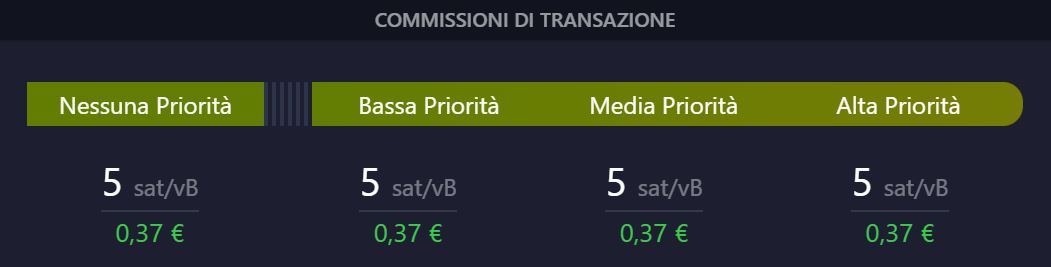 COMMISSIONI DI TRANSAZIONE
Nessuna Priorità Bassa Priorità Media Priorità Alta Priorità
5 sat/vB 5 sat/vB 5 sat/vB 5 sat/vB
0,37 € 0,37 € 0,37 € 0,37 €